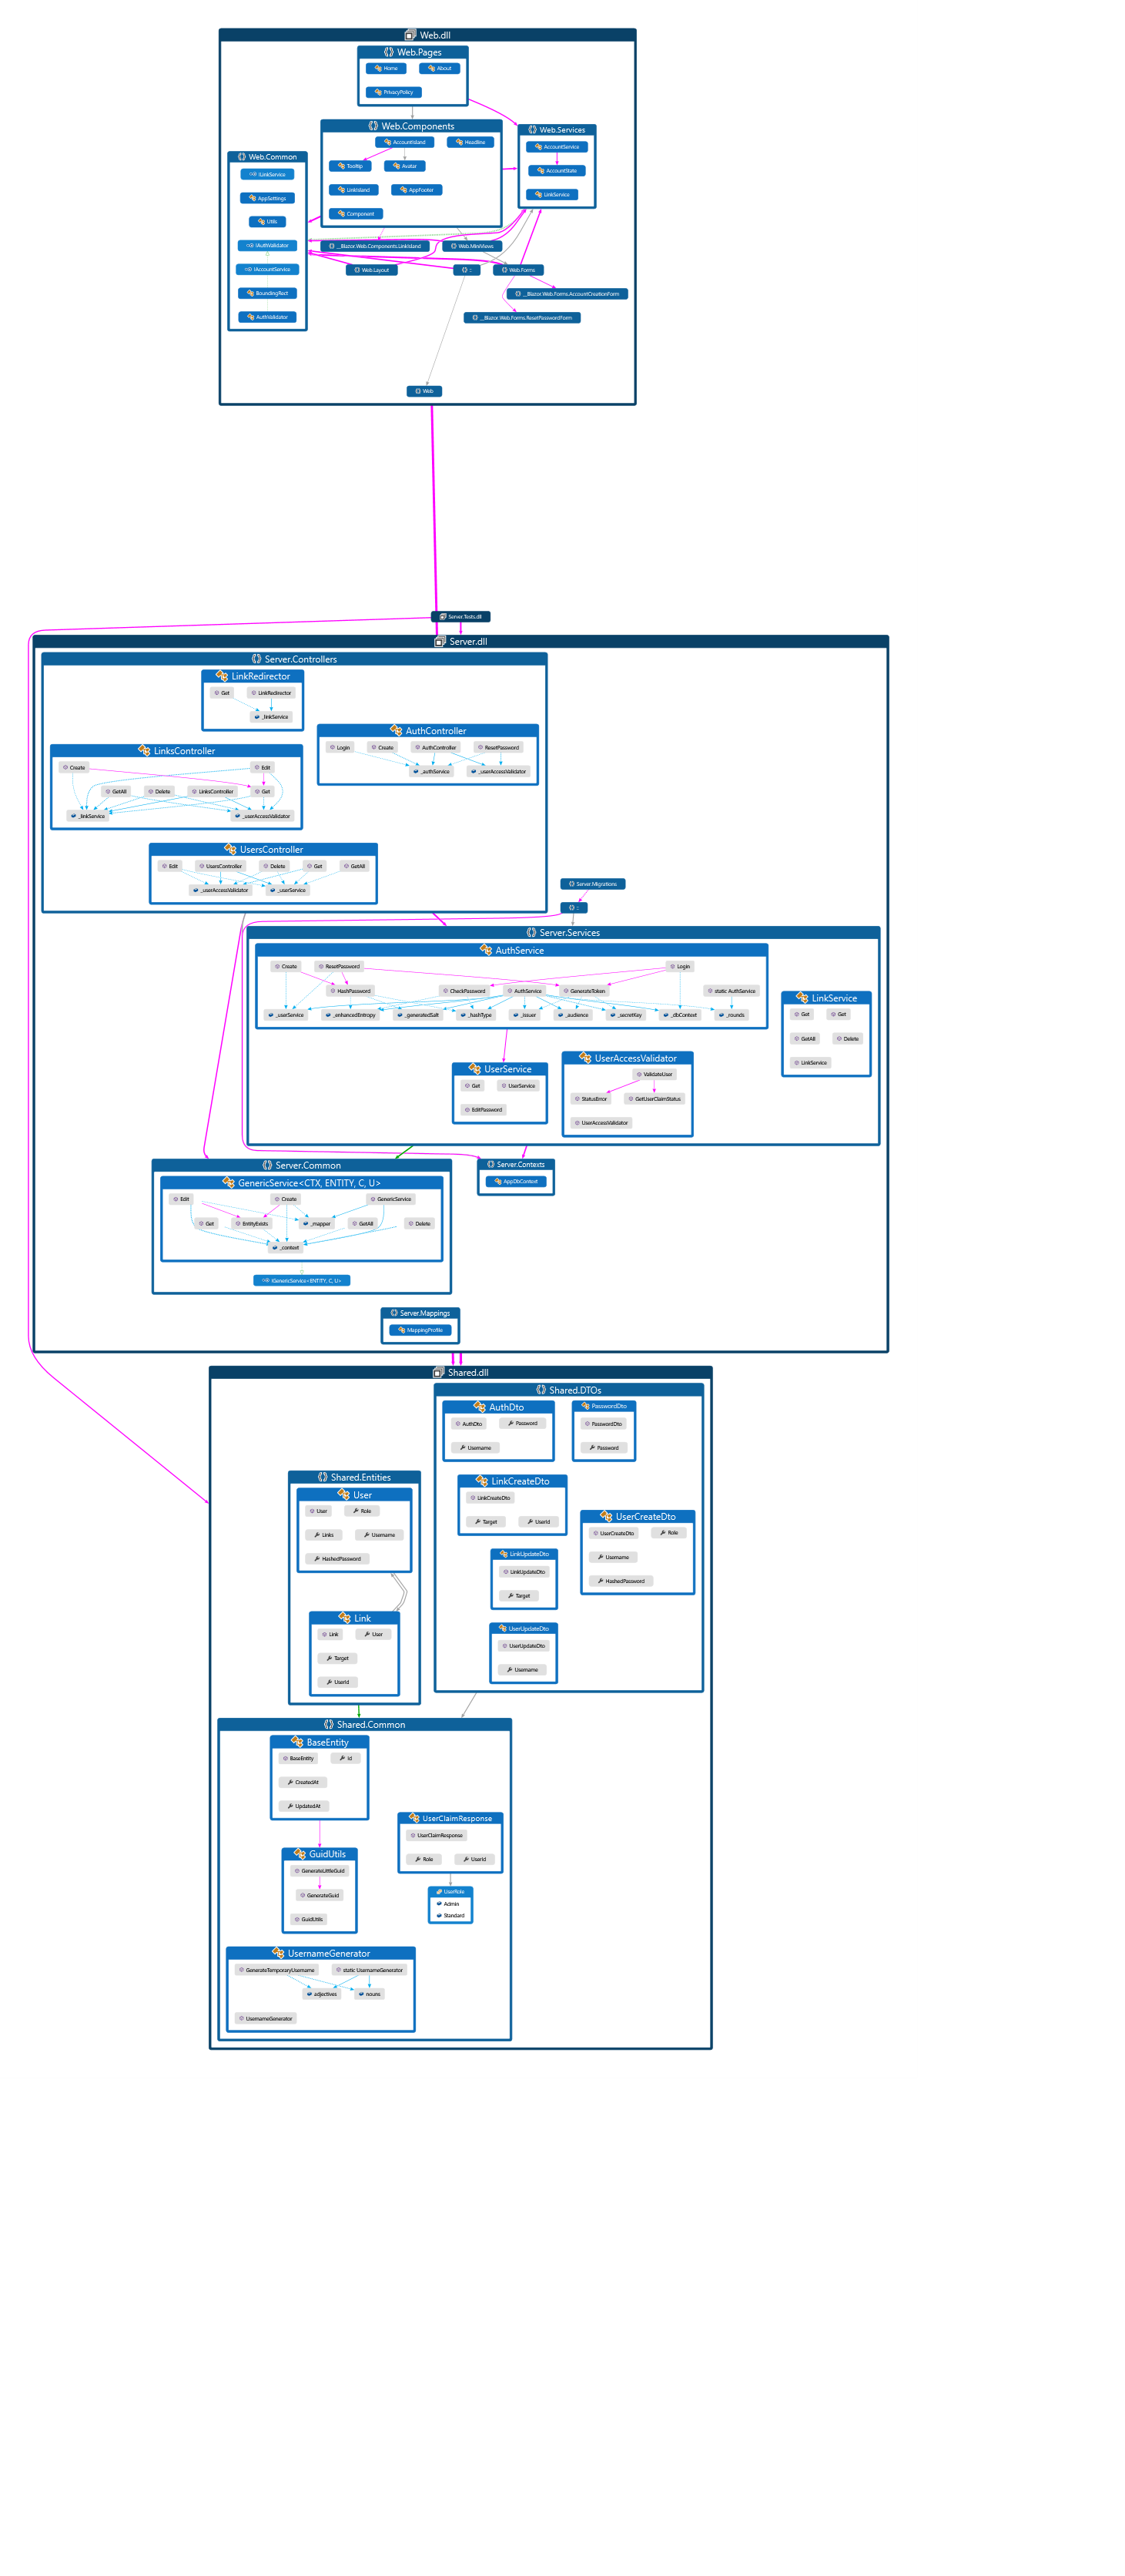 Web.dll
Web.Pages
Home
About
PrivacyPolicy
Web.Components
AccountIsland
Headline
Tooltip
Avatar
LinkIsland
AppFooter
Component
Web.Services
AccountService
AccountState
LinkService
Web.Common
ILinkService
AppSettings
Utils
IAuthValidator
IAccountService
BoundingRect
AuthValidator
__Blazor.Web.Components.LinkIsland
Web.MiniViews
Web.Layout
:
Web.Forms
__Blazor.Web.Forms.AccountCreationForm
__Blazor.Web.Forms.ResetPasswordForm
Web
Server.Tests.dll
Server.dll
Server.Controllers
LinkRedirector
Get
LinkRedirector
_linkService
AuthController
Login
Create
AuthController
ResetPassword
_authService
_userAccessValidator
LinksController
Create
Edit
GetAll
Delete
LinksController
Get
_linkService
_userAccessValidator
UsersController
Edit
UsersController
Delete
Get
GetAll
_userAccessValidator
_userService
Server.Migrations
:
Server.Services
AuthService
Create
ResetPassword
Login
HashPassword
CheckPassword
AuthService
GenerateToken
static AuthService
_userService
_enhancedEntropy
_generatedSalt
_hashType
_issuer
_audience
_secretKey
_dbContext
_rounds
LinkService
Get
Get
GetAll
Delete
LinkService
UserService
Get
UserService
EditPassword
UserAccessValidator
ValidateUser
StatusError
GetUserClaimStatus
UserAccessValidator
Server.Common
GenericService<CTX, ENTITY, C, U>
Edit
Create
GenericService
Get
EntityExists
_mapper
GetAll
Delete
_context
IGenericService<ENTITY, C, U>
Server.Contexts
AppDbContext
Server.Mappings
MappingProfile
Shared.dll
Shared.DTOs
AuthDto
AuthDto
Password
Username
PasswordDto
PasswordDto
Password
LinkCreateDto
LinkCreateDto
Target
UserId
UserCreateDto
UserCreateDto
Role
Username
HashedPassword
LinkUpdateDto
LinkUpdateDto
Target
UserUpdateDto
UserUpdateDto
Username
Shared.Entities
User
User
Role
Links
Username
HashedPassword
Link
Link
User
Target
UserId
Shared.Common
BaseEntity
BaseEntity
Id
CreatedAt
UpdatedAt
UserClaimResponse
UserClaimResponse
Role
UserId
GuidUtils
GenerateLittleGuid
GenerateGuid
GuidUtils
UserRole
Admin
Standard
UsernameGenerator
GenerateTemporaryUsername
static UsernameGenerator
adjectives
nouns
UsernameGenerator